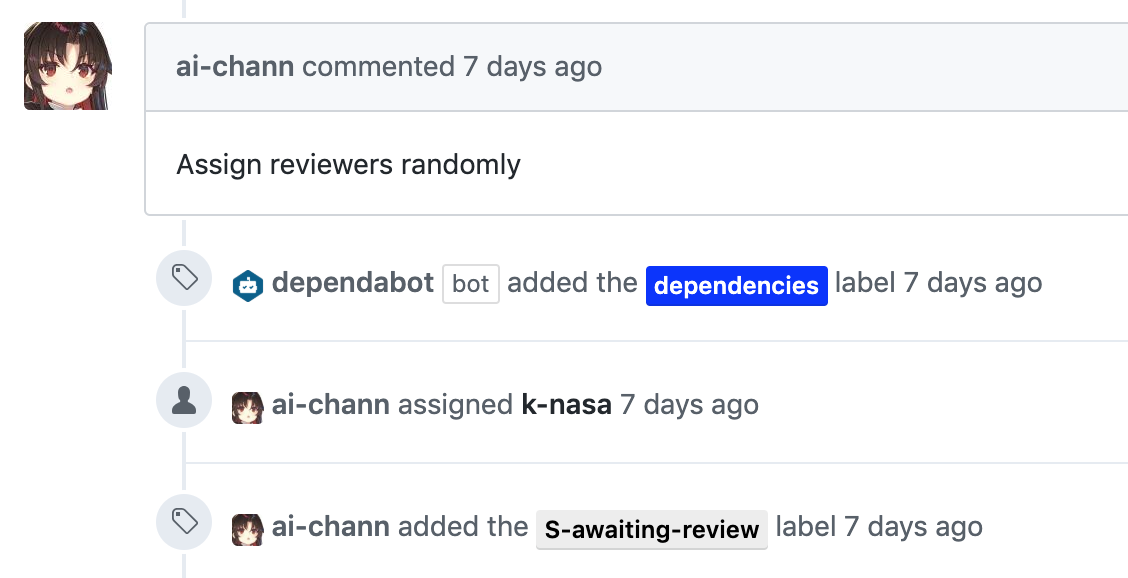 ai-chann commented 7 days ago
Assign reviewers randomly
dependabot bot added the dependencies label 7 days ago
ai-chann assigned k-nasa 7 days ago
ai-chann added the S-awaiting-review label 7 days ago